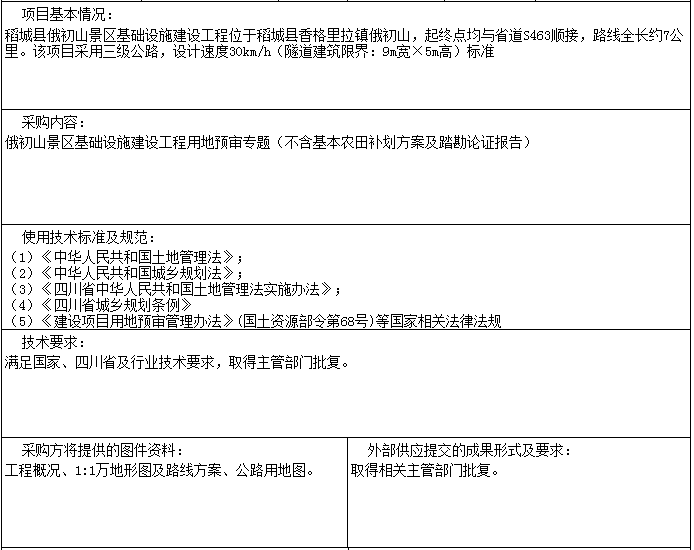 项目基本情况：
稻城县俄初山景区基础设施建设工程位于稻城县香格里拉镇俄初山，起终点均与省道S463顺接，路线全长约7公
里。该项目采用三级公路，设计速度30km/h（隧道建筑限界：9m宽×5m高）标准
采购内容：
俄初山景区基础设施建设工程用地预审专题（不含基本农田补划方案及踏勘论证报告）
使用技术标准及规范：
（1）《中华人民共和国土地管理法》；
（2）《中华人民共和国城乡规划法》；
（3）《四川省中华人民共和国土地管理法实施办法》；
（4）《四川省城乡规划条例》
（5）《建设项目用地预审管理办法》(国土资源部令第68号)等国家相关法律法规
技术要求：
满足国家、四川省及行业技术要求，取得主管部门批复。
采购方将提供的图件资料：
工程概况、1:1万地形图及路线方案、公路用地图。
外部供应提交的成果形式及要求：
取得相关主管部门批复。